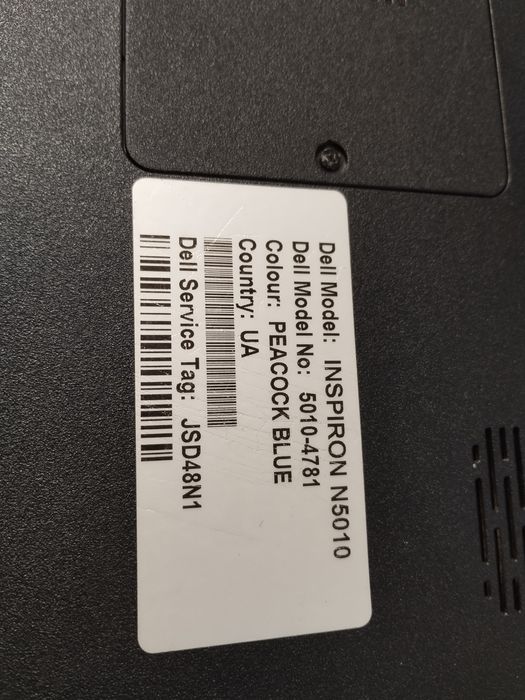 Dell Model: INSPIRON N5010
Dell Model No: 5010-4781
Colour: PEACOCK BLUE
Country: UA
Dell Service Tag: JSD48N1